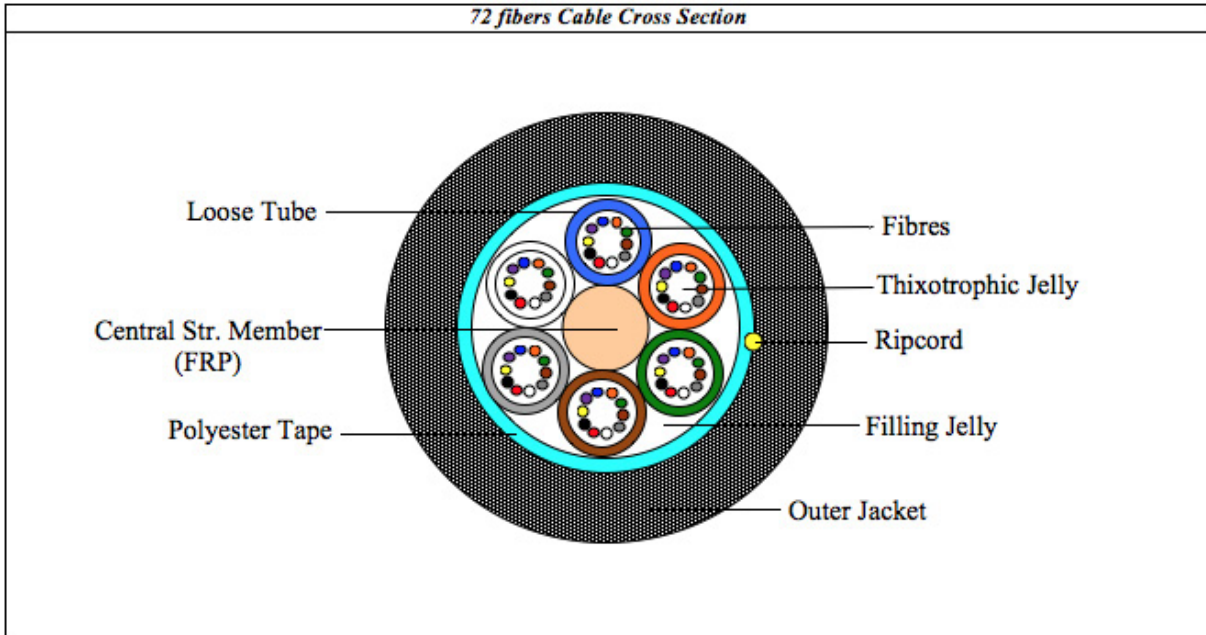 72 fibers Cable Cross Section
Loose Tube
Fibres
Thixotrophic Jelly
Central Str. Member
(FRP)
Ripcord
Polyester Tape
Filling Jelly
Outer Jacket